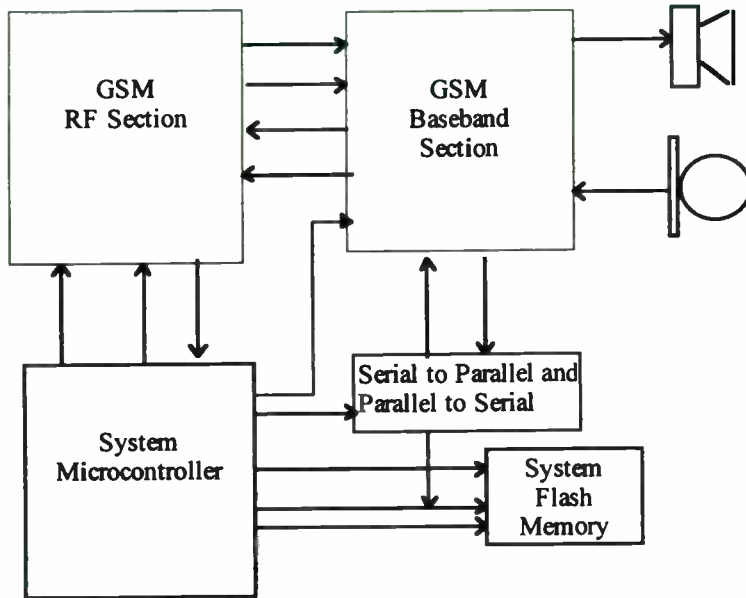 GSM
RF Section
GSM
Baseband
Section
Serial to Parallel and
Parallel to Serial
System
Microcontroller
System
Flash
Memory